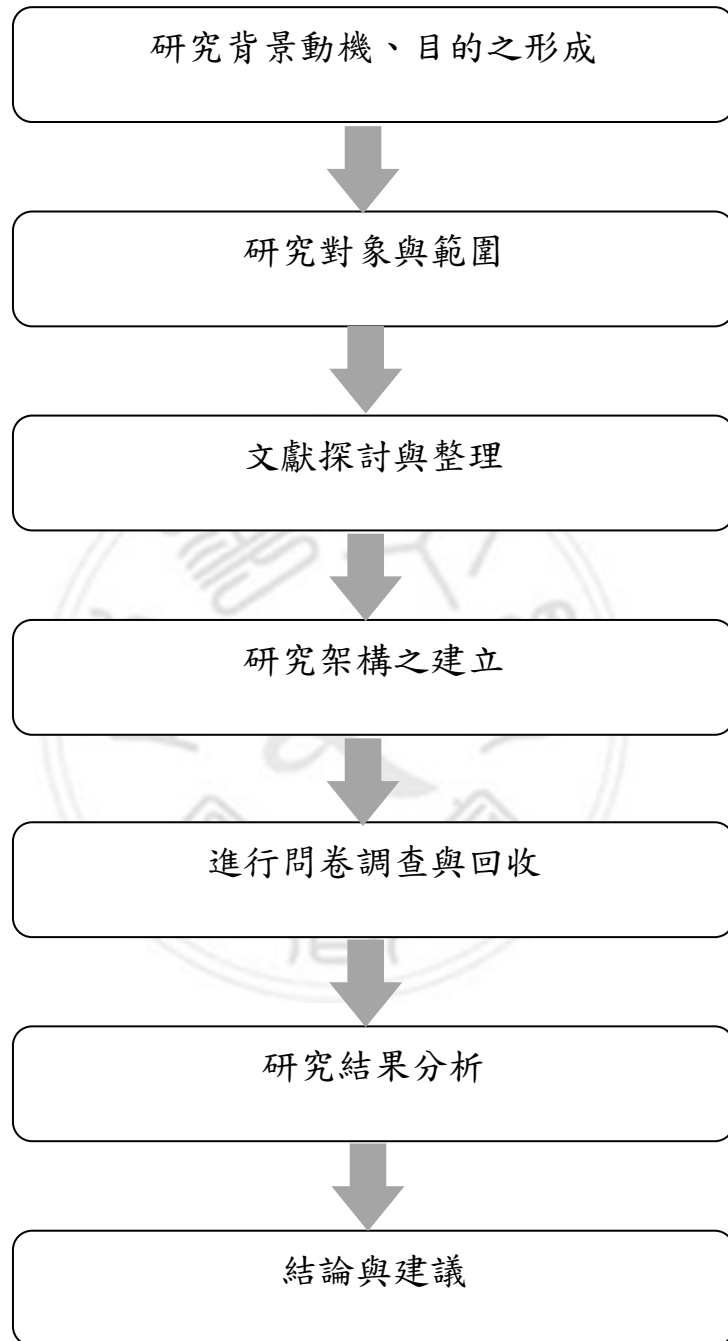 研究背景動機、目的之形成
研究對象與範圍
文獻探討與整理
研究架構之建立
進行問卷調查與回收
研究結果分析
結論與建議